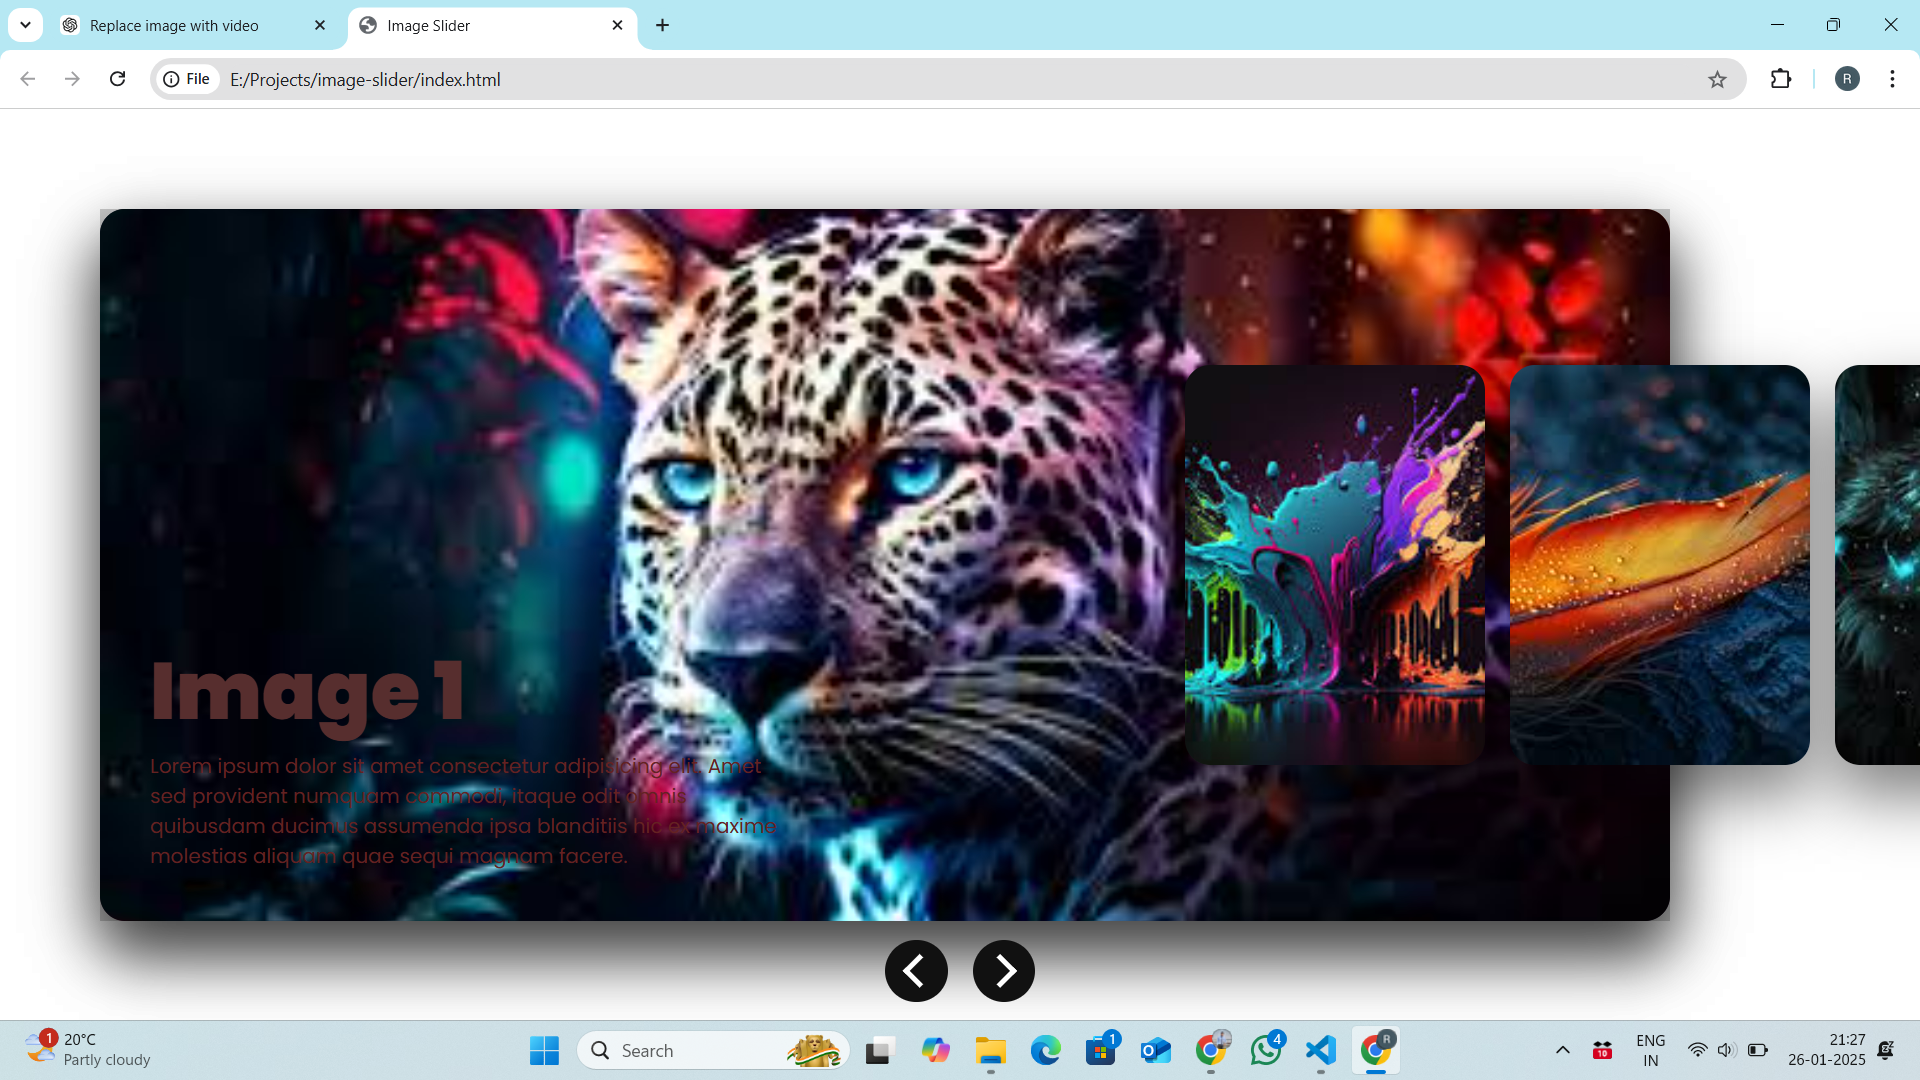 Replace image with video
Image Slider
File
E:/Projects/image-slider/index.html
R
Image 1
Lorem ipsum dolor sit amet consectetur adipisicing elit. Amet
sed provident numquam commodi, itaque odit omnis
quibusdam ducimus assumenda ipsa blanditiis hic ex maxime
molestias aliquam quae sequi magnam facere.
1
20°C
Partly cloudy
Search
1
4
R
10
ENG
IN
21:27
26-01-2025